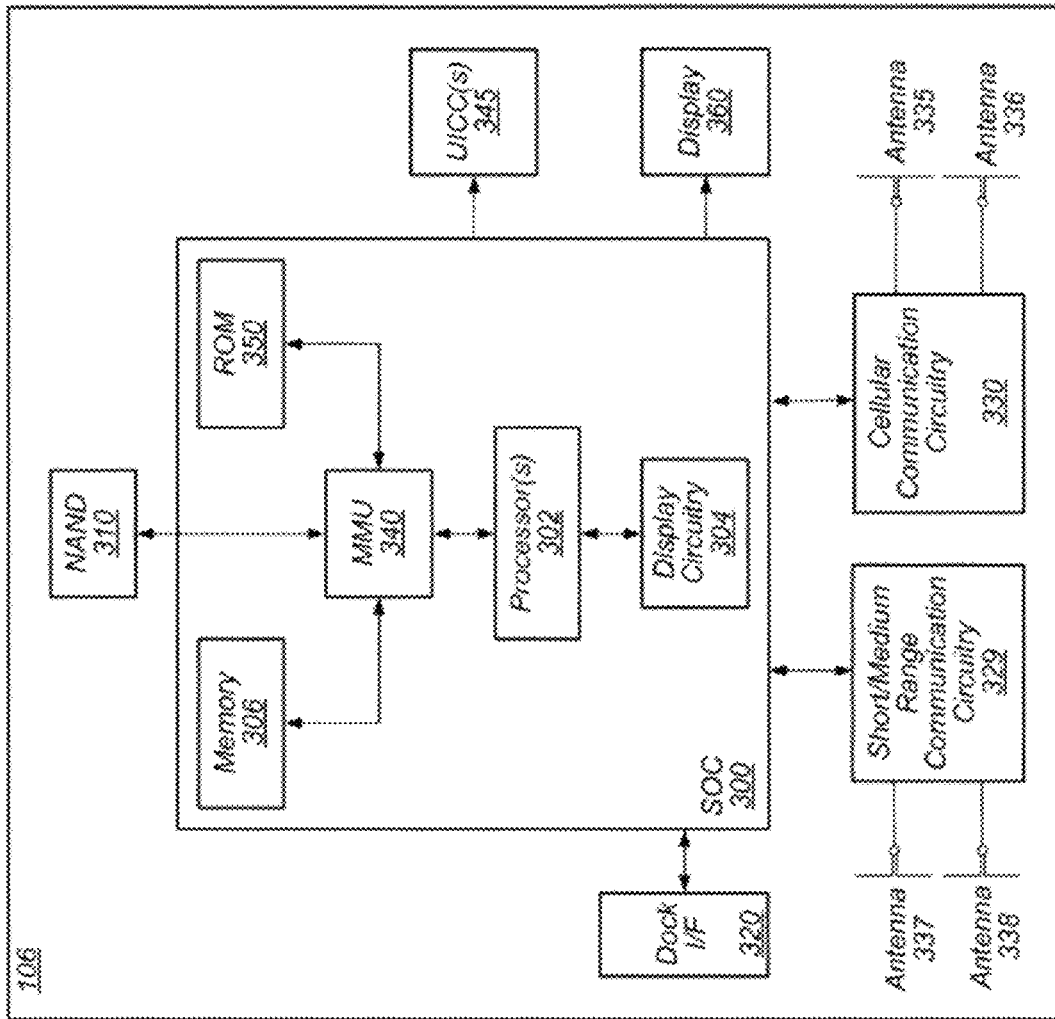 106
NAND
310
Memory
306
ROM
350
MMU
340
Processor(s)
302
Display
Circuitry
304
SOC
300
UICC(s)
345
Display
360
Dock
I/F
320
Short/Medium
Range
Communication
Circuitry
329
Cellular
Communication
Circuitry
330
Antenna
337
Antenna
338
Antenna
335
Antenna
336